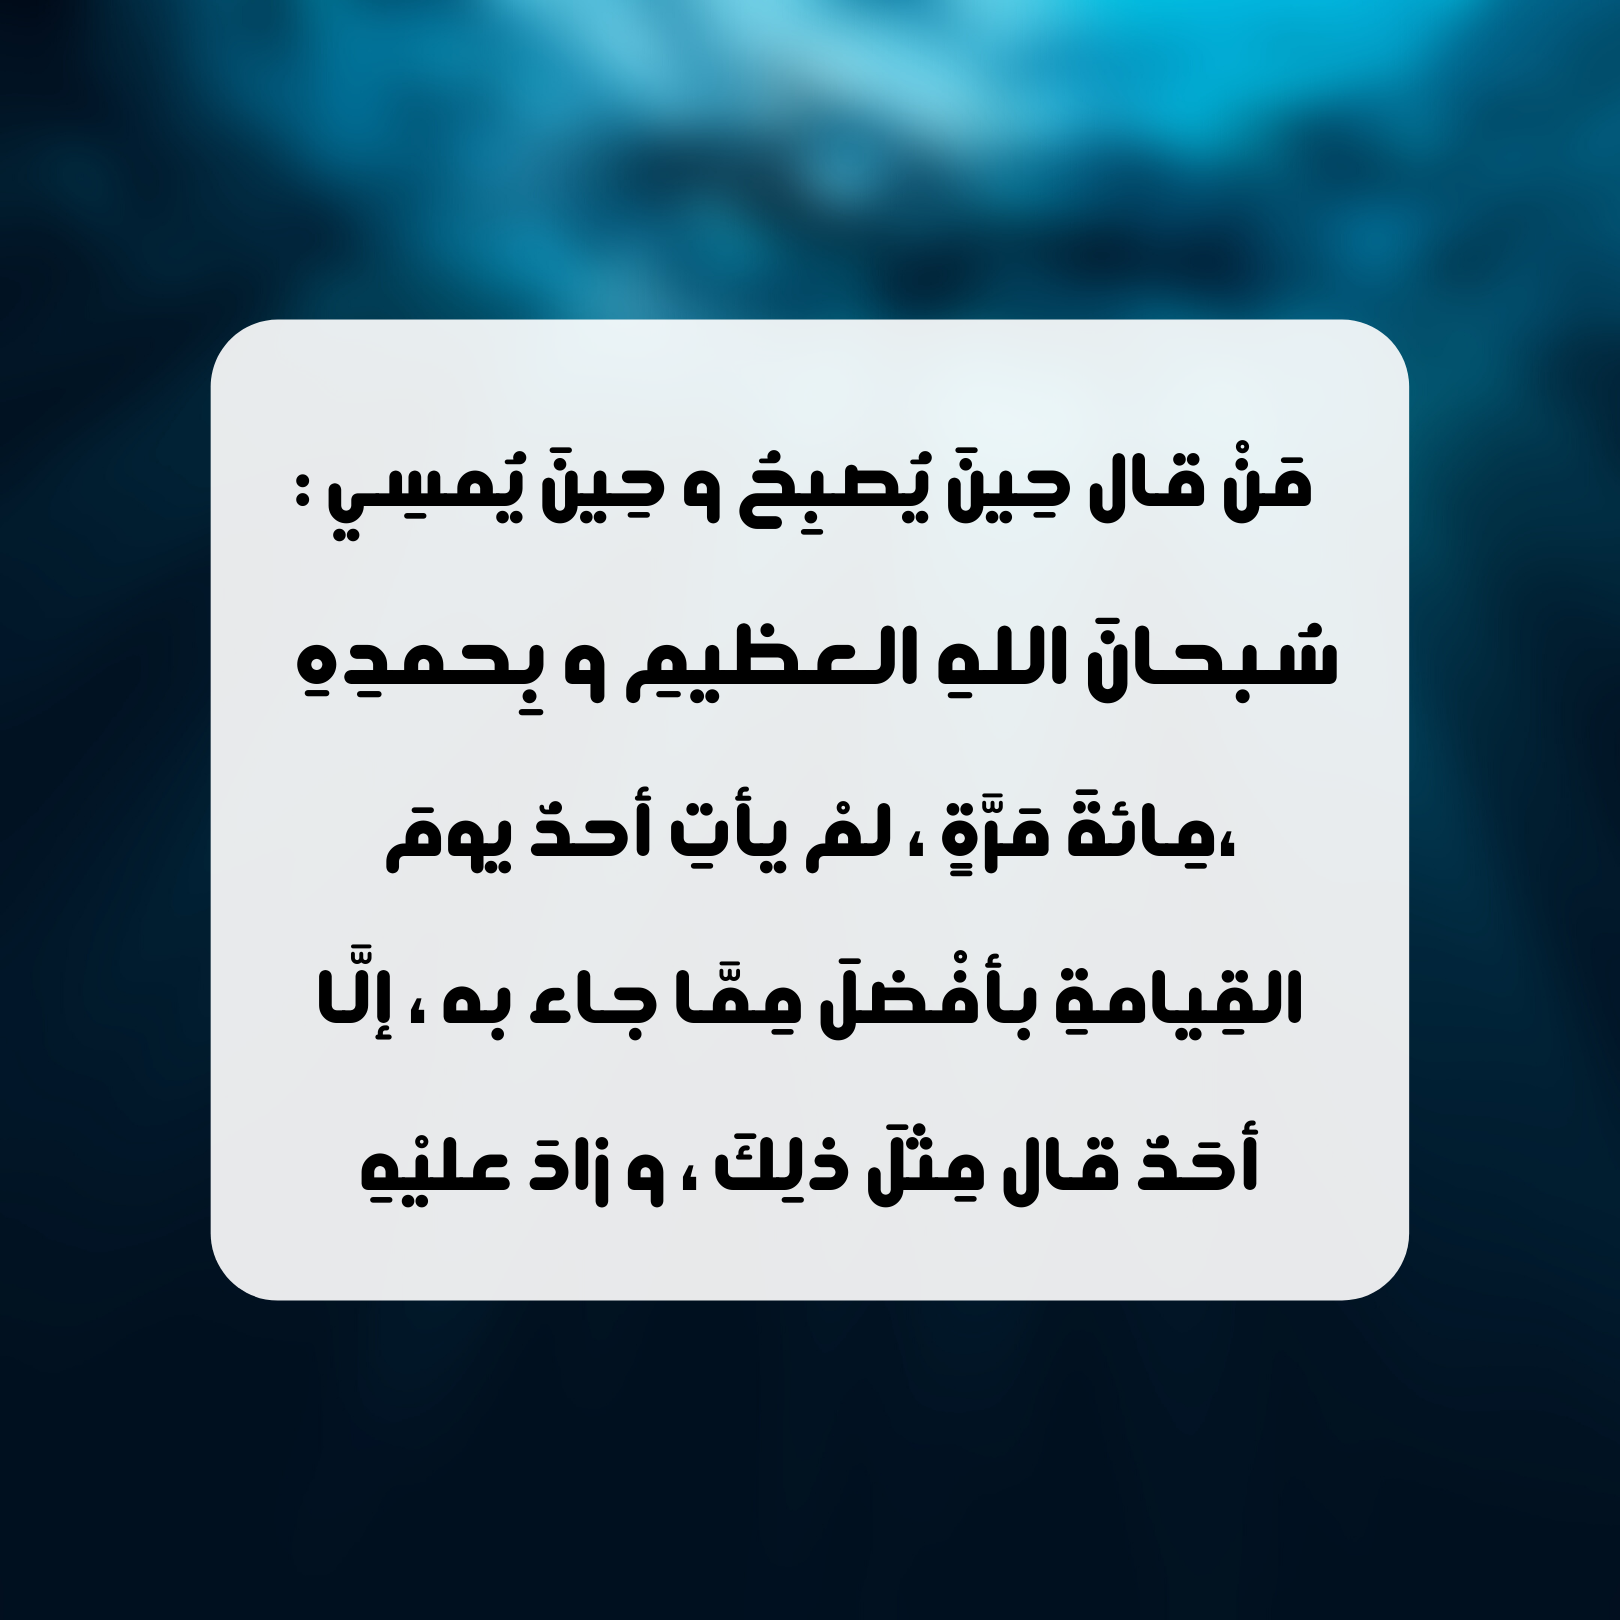 مَنْ قال حِينَ يُصبِحُ و حِينَ يُمسِي :
سُبحانَ اللهِ العظيمِ و بِحمدِهِ
،مِائةَ مَرَّةٍ ، لمْ يأتِ أحدٌ يومَ
القِيامةِ بأفْضلَ مِمَّا جاء به ، إلَّا
أحَدٌ قال مِثْلَ ذلِكَ ، و زادَ عليْهِ